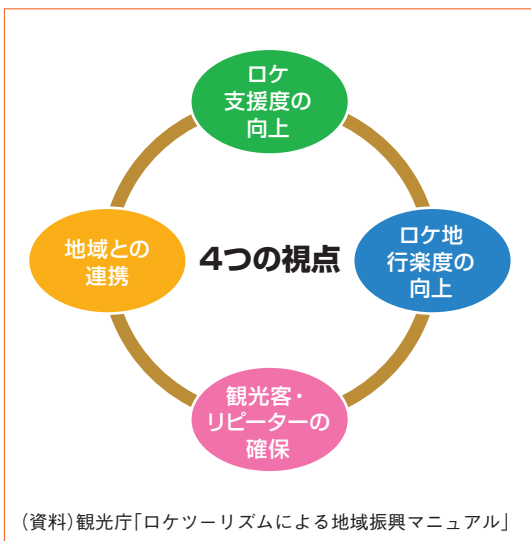 ロケ
支援度の
向上
地域との
連携
4つの視点
ロケ地
行楽度の
向上
観光客・
リピーターの
確保
(資料)観光庁「ロケツーリズムによる地域振興マニュアル」